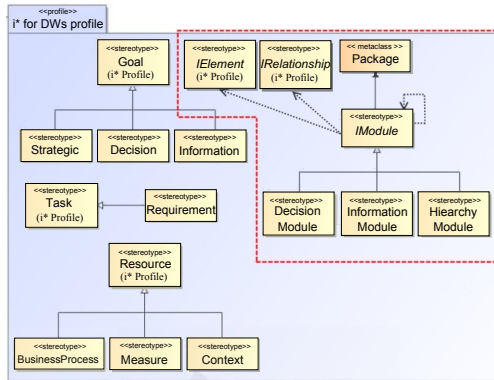 <<profile>>
i* for DWs profile
<<stereotype>>
Goal
(i* Profile)
<<stereotype>>
IElement
(i* Profile)
<<stereotype>>
IRelationship
(i* Profile)
<< metaclass >>
Package
<<stereotype>>
Strategic
<<stereotype>>
Decision
<<stereotype>>
Information
<<stereotype>>
IModule
<<stereotype>>
Task
(i* Profile)
<<stereotype>>
Requirement
<<stereotype>>
Decision
Module
<<stereotype>>
Information
Module
<<stereotype>>
Hiearchy
Module
<<stereotype>>
Resource
(i* Profile)
<<stereotype>>
BusinessProcess
<<stereotype>>
Measure
<<stereotype>>
Context